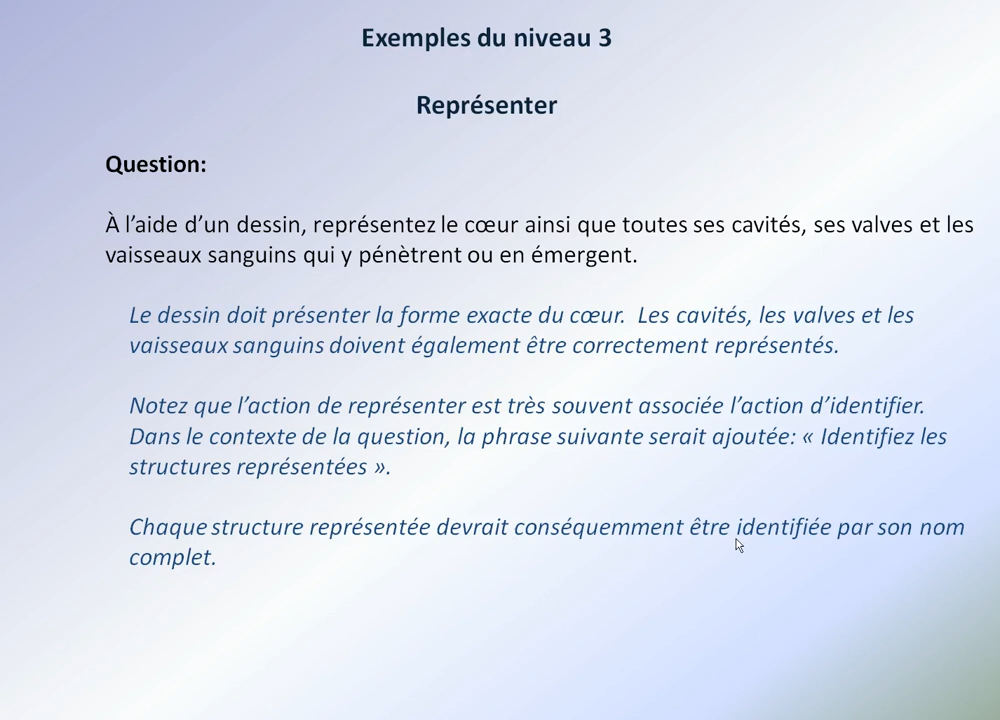 Exemples du niveau 3
Représenter
Question:
À l’aide d’un dessin, représentez le cœur ainsi que toutes ses cavités, ses valves et les
vaisseaux sanguins qui y pénètrent ou en émergent.
Le dessin doit présenter la forme exacte du cœur.  Les cavités, les valves et les
vaisseaux sanguins doivent également être correctement représentés.
Notez que l’action de représenter est très souvent associée l’action d’identifier.
Dans le contexte de la question, la phrase suivante serait ajoutée: « Identifiez les
structures représentées ».
Chaque structure représentée devrait conséquemment être identifiée par son nom
complet.